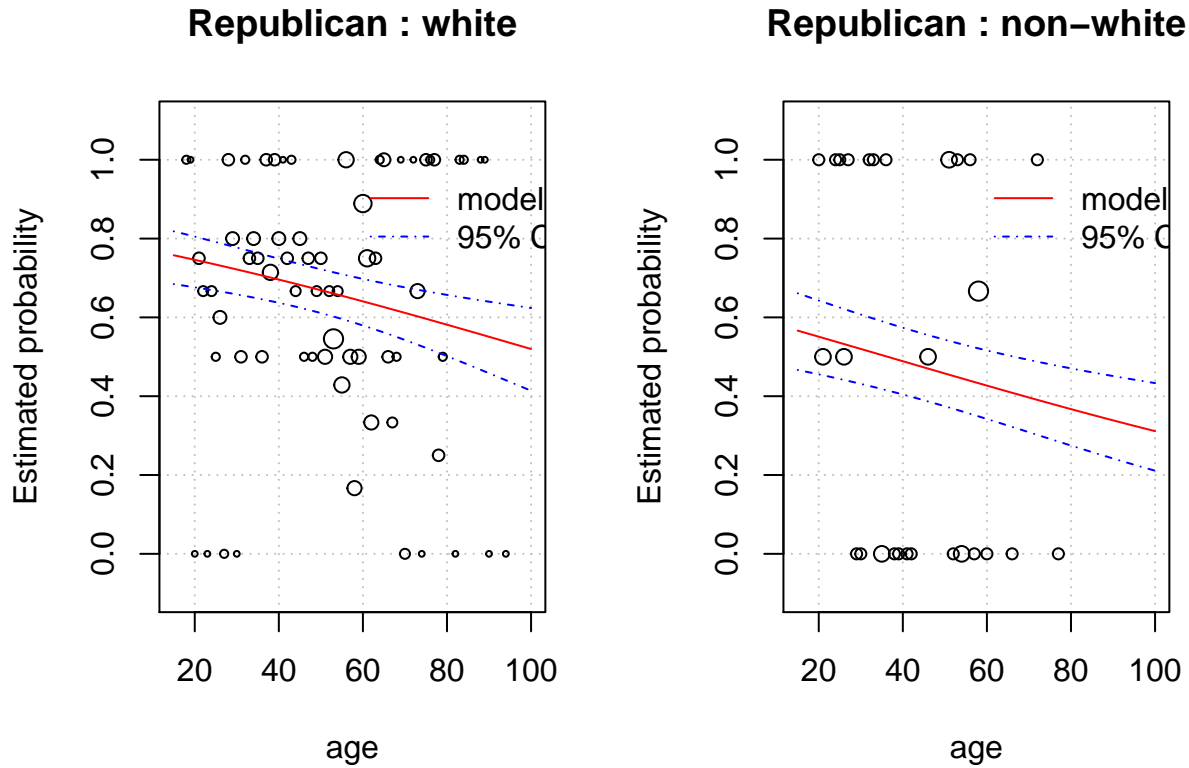 Republican : white
Estimated probability
0.0 0.2 0.4 0.6 0.8 1.0
model
95% C
20 40 60 80 100
age
Republican : non−white
Estimated probability
0.0 0.2 0.4 0.6 0.8 1.0
model
95% C
20 40 60 80 100
age